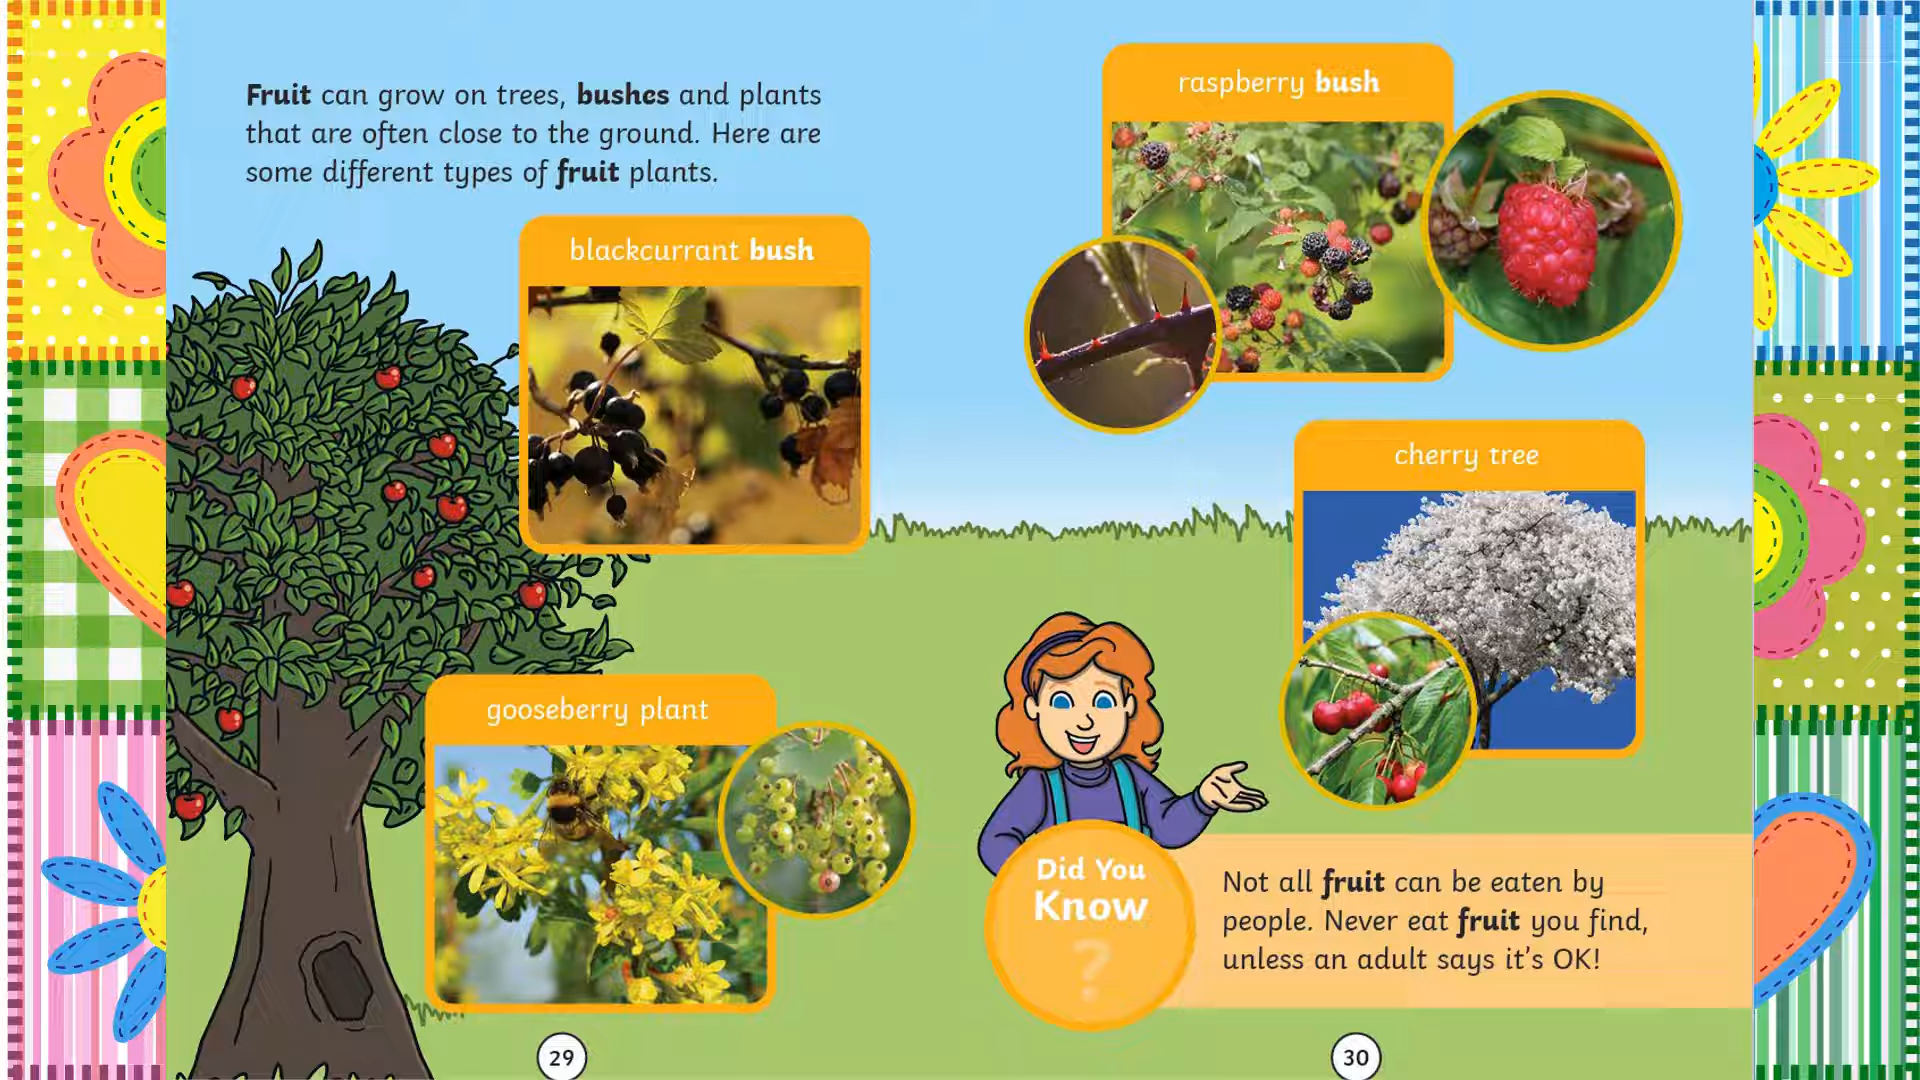 Fruit can grow on trees, bushes and plants
that are often close to the ground. Here are
some different types of fruit plants.
blackcurrant bush
gooseberry plant
29
raspberry bush
cherry tree
Did You
Know
?
Not all fruit can be eaten by
people. Never eat fruit you find,
unless an adult says it's OK!
30